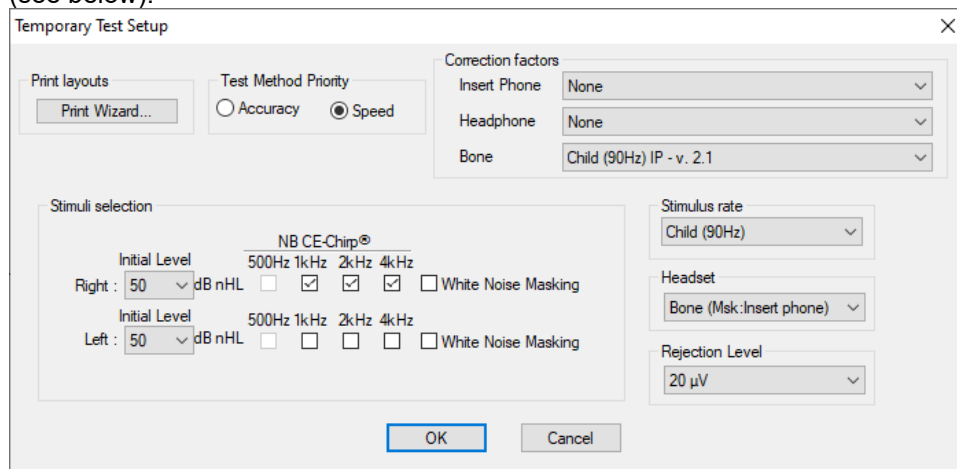 (see below).
Temporary Test Setup
Print layouts
Print Wizard...
Test Method Priority
Accuracy
Speed
Correction factors
Insert Phone None
Headphone None
Bone Child (90Hz) IP - v. 2.1
Stimuli selection
NB CE-Chirp®
Initial Level 500Hz 1kHz 2kHz 4kHz
Right : 50 dB nHL White Noise Masking
Initial Level 500Hz 1kHz 2kHz 4kHz
Left : 50 dB nHL White Noise Masking
Stimulus rate
Child (90Hz)
Headset
Bone (Msk:Insert phone)
Rejection Level
20 µV
OK
Cancel